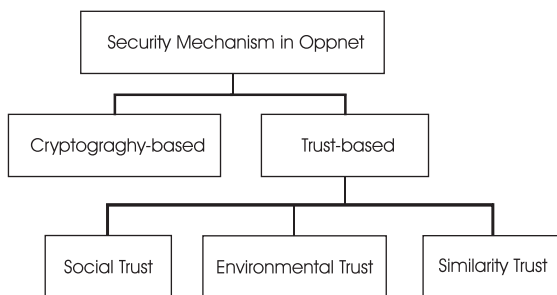 Security Mechanism in Oppnet
Cryptograghy-based
Trust-based
Social Trust
Environmental Trust
Similarity Trust